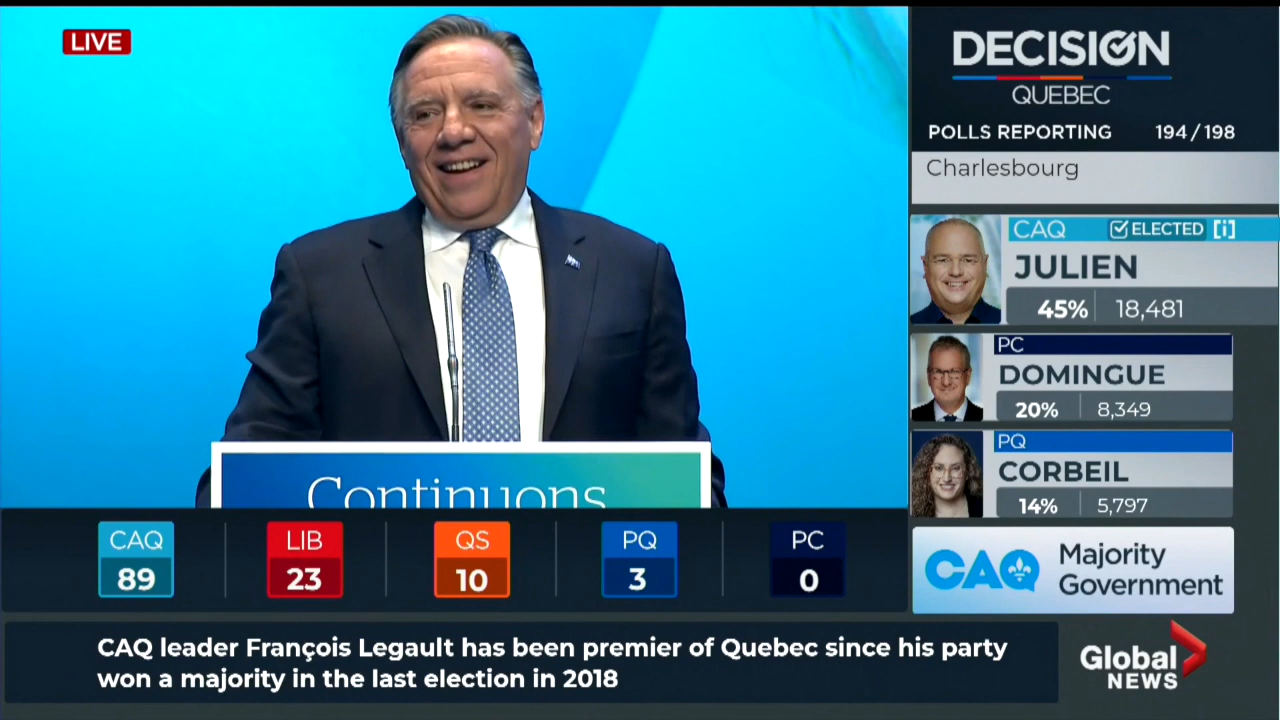 LIVE
Continuons
CAQ
89
LIB
23
QS
10
PQ
3
PC
0
CAQ leader François Legault has been premier of Quebec since his party
won a majority in the last election in 2018
DECISION
QUEBEC
POLLS REPORTING 194/198
Charlesbourg
CAQ ELECTED [i]
JULIEN
45% 18,481
PC
DOMINGUE
20% 8,349
PQ
CORBEIL
14% 5,797
CAQ Majority
Government
Global
NEWS